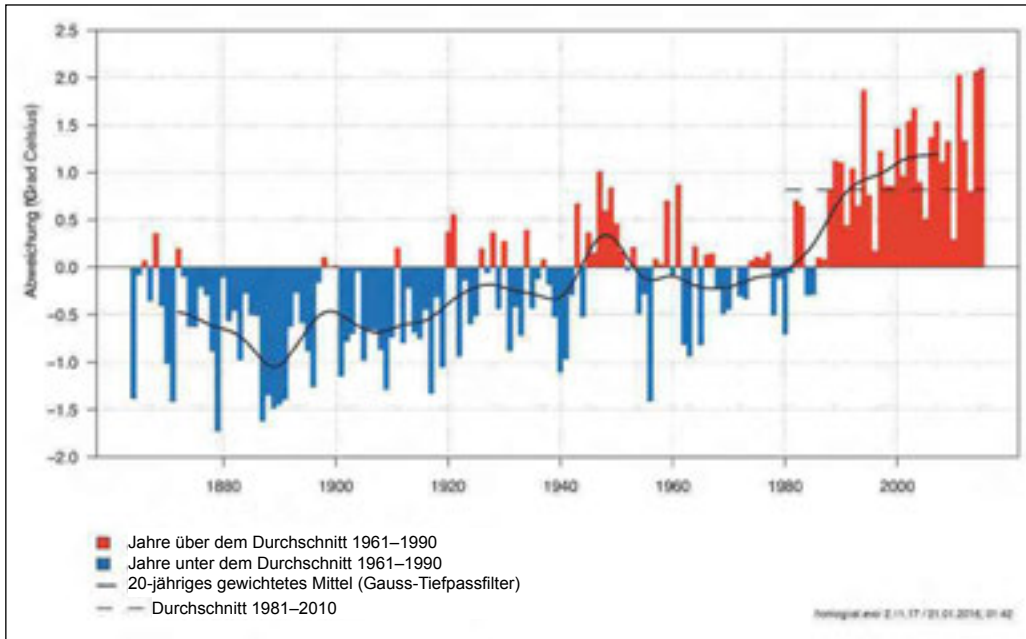 2.5
2.0
1.5
1.0
0.5
0.0
−0.5
−1.0
−1.5
−2.0
Abweichung (Grad Celsius)
1880 1900 1920 1940 1960 1980 2000
Jahre über dem Durchschnitt 1961–1990
Jahre unter dem Durchschnitt 1961–1990
20-jähriges gewichtetes Mittel (Gauss-Tiefpassfilter)
Durchschnitt 1981–2010